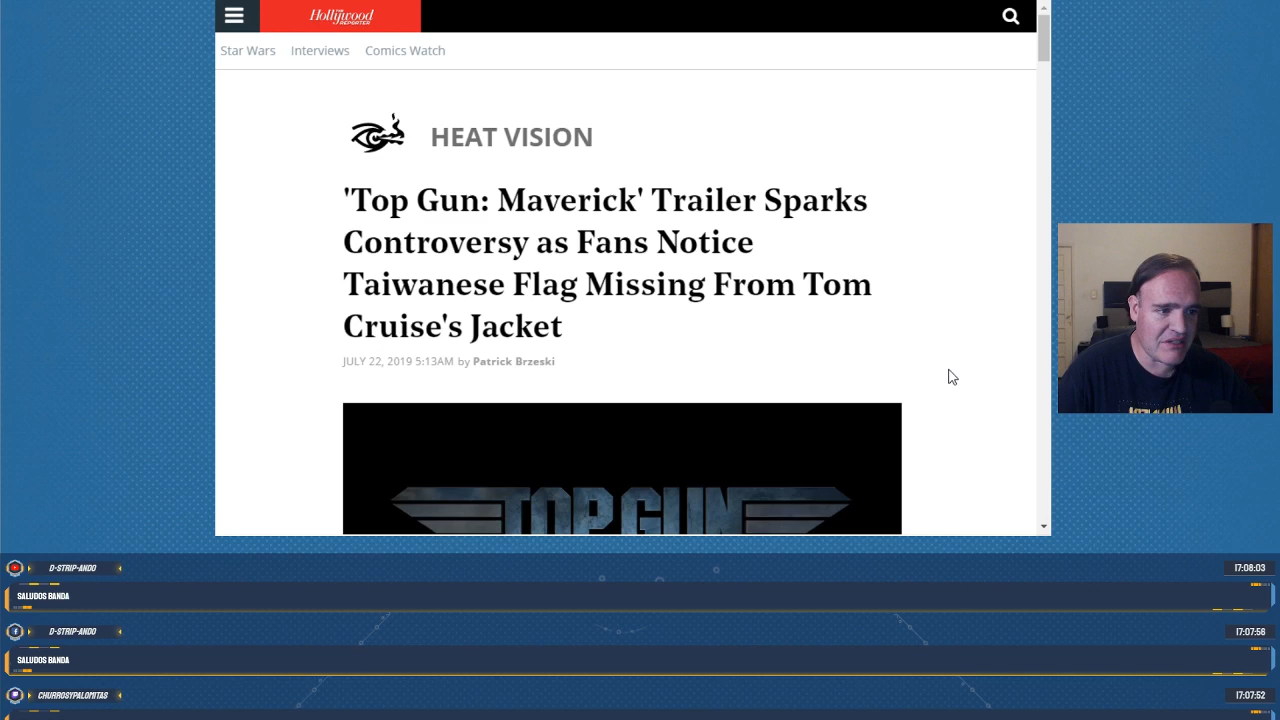 THE
Hollywood
REPORTER
Star Wars Interviews Comics Watch
HEAT VISION
'Top Gun: Maverick' Trailer Sparks
Controversy as Fans Notice
Taiwanese Flag Missing From Tom
Cruise's Jacket
JULY 22, 2019 5:13AM by Patrick Brzeski
TOP GUN
D-STRIP-ANDO 17:08:03
SALUDOS BANDA
D-STRIP-ANDO 17:07:56
SALUDOS BANDA
CHURROSYPALOMITAS 17:07:52